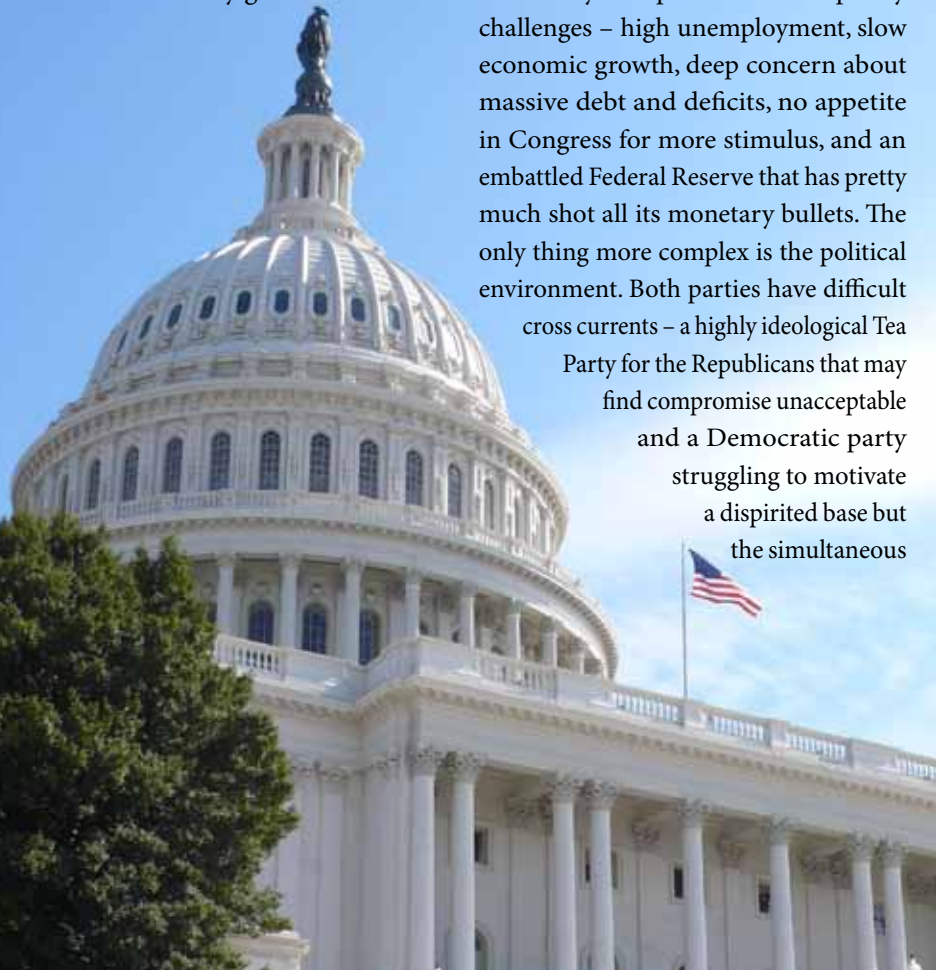 challenges – high unemployment, slow
economic growth, deep concern about
massive debt and deficits, no appetite
in Congress for more stimulus, and an
embattled Federal Reserve that has pretty
much shot all its monetary bullets. The
only thing more complex is the political
environment. Both parties have difficult
cross currents – a highly ideological Tea
Party for the Republicans that may
find compromise unacceptable
and a Democratic party
struggling to motivate
a dispirited base but
the simultaneous